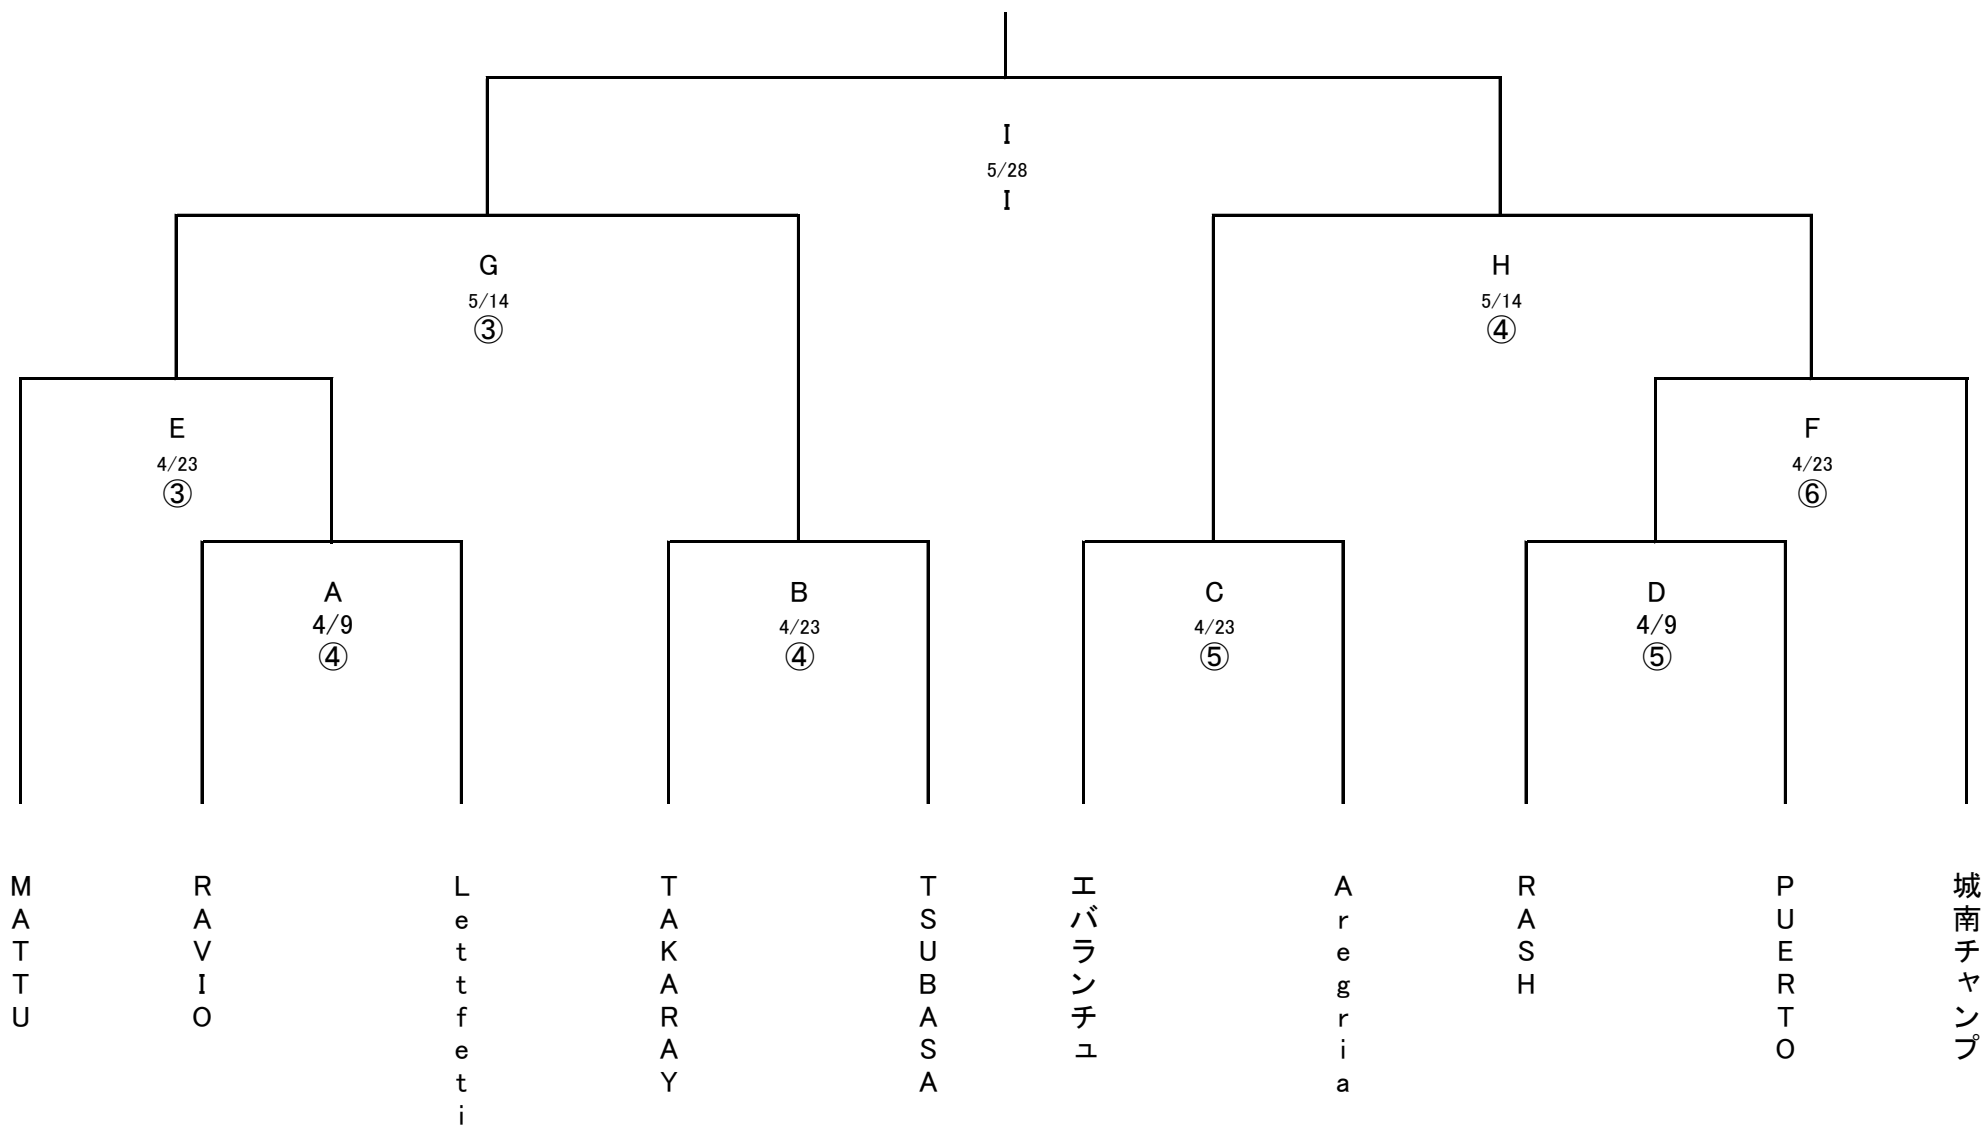 I
5/28
I
G
5/14
③
H
5/14
④
E
4/23
③
F
4/23
⑥
A
4/9
④
B
4/23
④
C
4/23
⑤
D
4/9
⑤
MATTU
RAVIO
Lettfeti
TAKARAY
TSUBASA
エバランチュ
Aregria
RASH
PUERTO
城南チャンプ